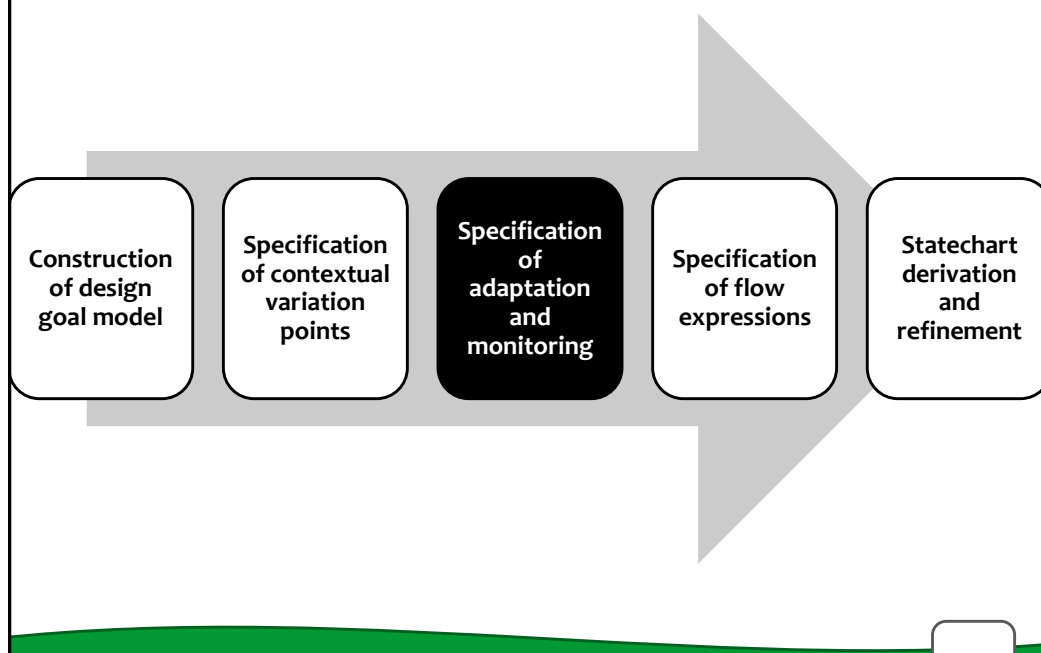 Construction
of design
goal model
Specification
of contextual
variation
points
Specification
of
adaptation
and
monitoring
Specification
of flow
expressions
Statechart
derivation
and
refinement